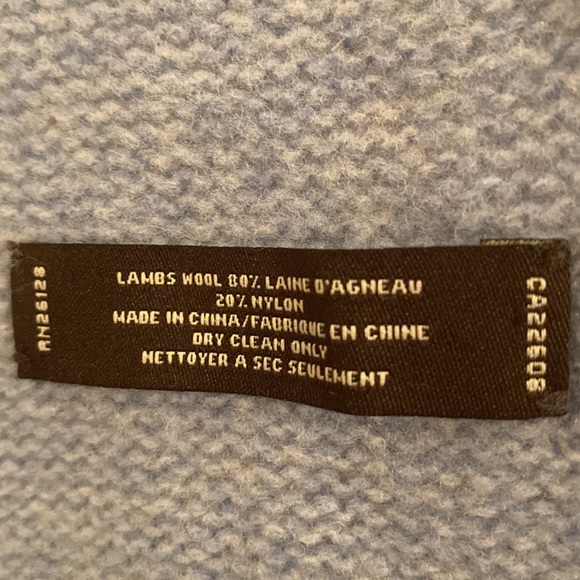 RN26128
LAMBS WOOL 80% LAINE D'AGNEAU
20% NYLON
MADE IN CHINA/FABRIQUE EN CHINE
DRY CLEAN ONLY
NETTOYER A SEC SEULEMENT
CA22608